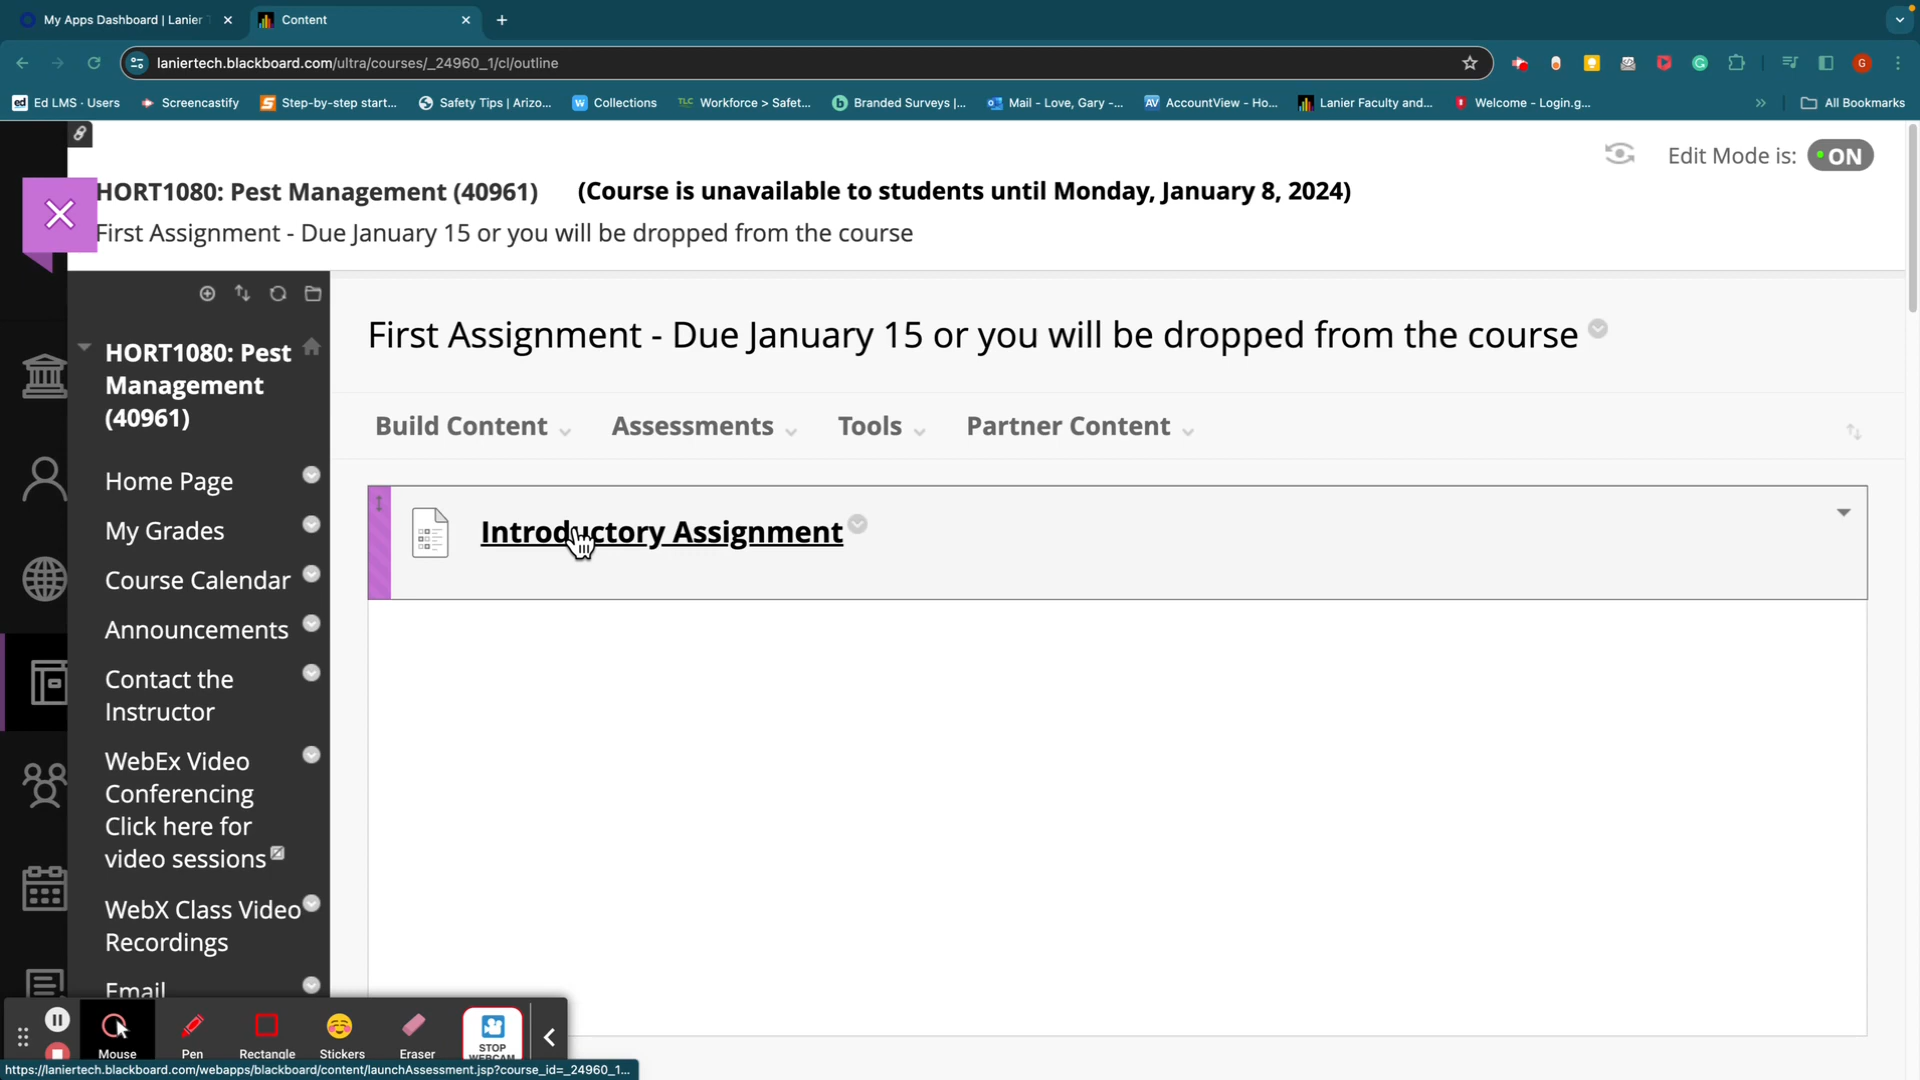 My Apps Dashboard | Lanier
Content
laniertech.blackboard.com/ultra/courses/_24960_1/cl/outline
G
Ed LMS - Users
Screencastify
Step-by-step start...
Safety Tips | Arizo...
Collections
Workforce > Safet...
Branded Surveys |...
Mail - Love, Gary -...
AccountView - Ho...
Lanier Faculty and...
Welcome - Login.g...
All Bookmarks
Edit Mode is: ON
HORT1080: Pest Management (40961) (Course is unavailable to students until Monday, January 8, 2024)
First Assignment - Due January 15 or you will be dropped from the course
First Assignment - Due January 15 or you will be dropped from the course
Build Content
Assessments
Tools
Partner Content
Introductory Assignment
HORT1080: Pest
Management
(40961)
Home Page
My Grades
Course Calendar
Announcements
Contact the
Instructor
WebEx Video
Conferencing
Click here for
video sessions
WebX Class Video
Recordings
Email
Mouse
Pen
Rectangle
Stickers
Eraser
STOP
WEBCAM
https://laniertech.blackboard.com/webapps/blackboard/content/launchAssessment.jsp?course_id=_24960_1...